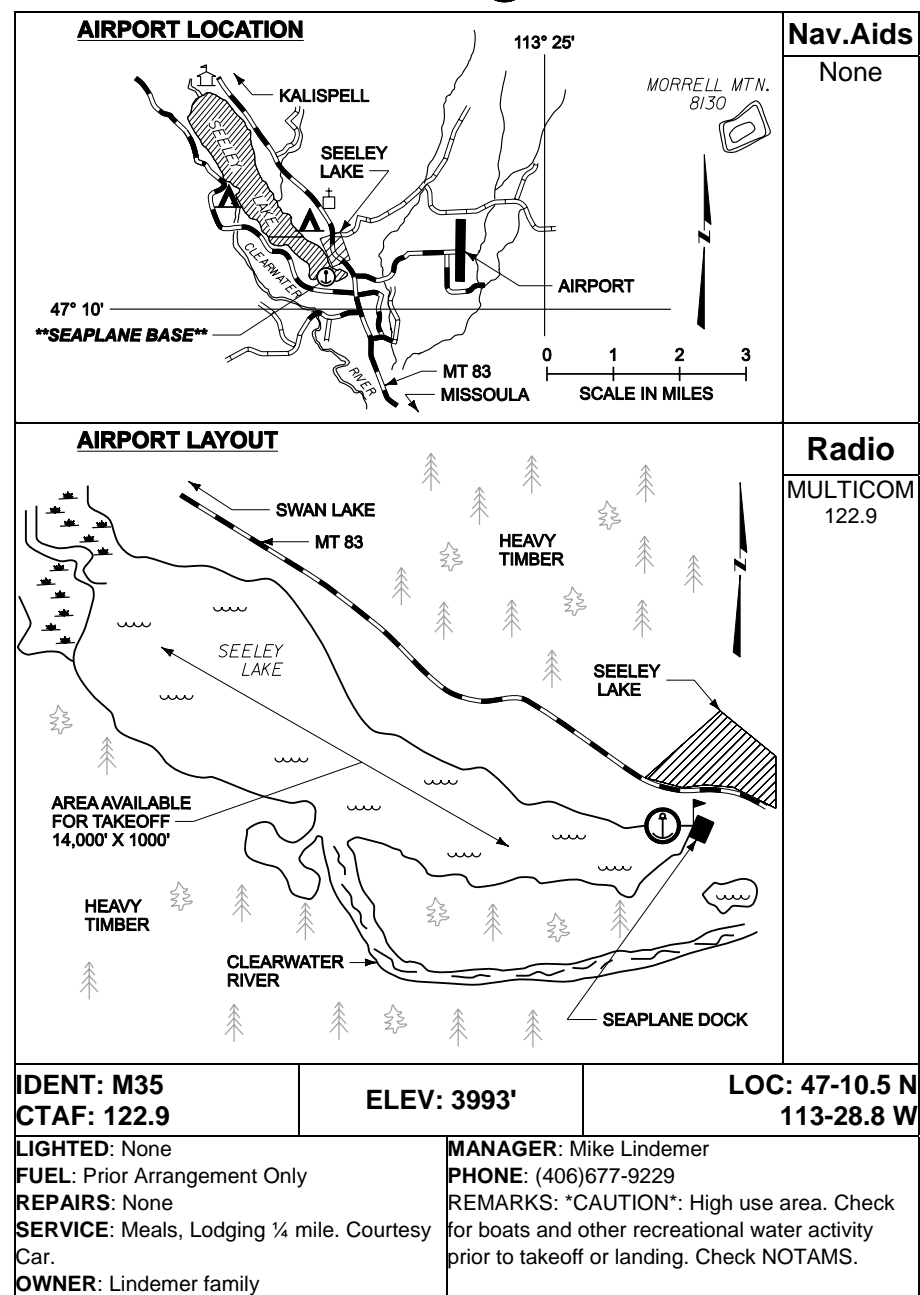 AIRPORT LOCATION
Nav.Aids
None
113° 25'
MORRELL MTN.
8130
KALISPELL
SEELEY
LAKE
SEELEY
LAKE
CLEARWATER
RIVER
N
AIRPORT
47° 10'
**SEAPLANE BASE**
0 1 2 3
SCALE IN MILES
MT 83
MISSOULA
AIRPORT LAYOUT
Radio
MULTICOM
122.9
SWAN LAKE
MT 83
HEAVY
TIMBER
N
SEELEY
LAKE
SEELEY
LAKE
AREA AVAILABLE
FOR TAKEOFF
14,000' X 1000'
HEAVY
TIMBER
CLEARWATER
RIVER
SEAPLANE DOCK
IDENT: M35
CTAF: 122.9
ELEV: 3993'
LOC: 47-10.5 N
113-28.8 W
LIGHTED: None
FUEL: Prior Arrangement Only
REPAIRS: None
SERVICE: Meals, Lodging ¼ mile. Courtesy
Car.
OWNER: Lindemer family
MANAGER: Mike Lindemer
PHONE: (406)677-9229
REMARKS: *CAUTION*: High use area. Check
for boats and other recreational water activity
prior to takeoff or landing. Check NOTAMS.